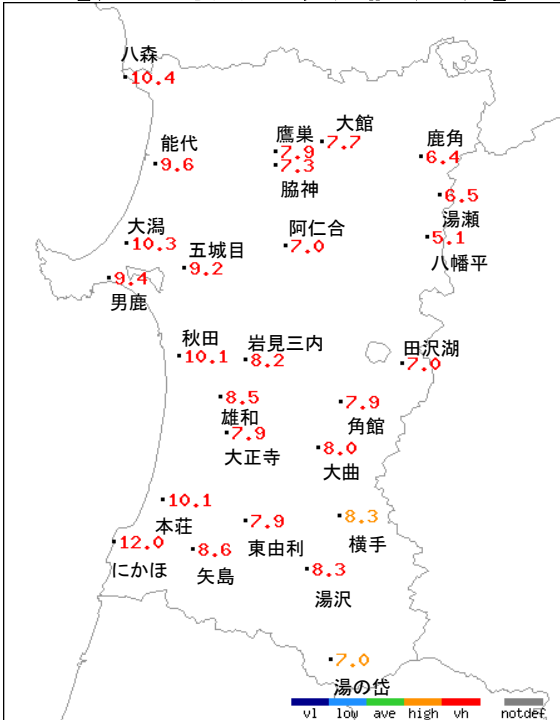 八森
10.4
大館
7.7
鷹巣
7.9
7.3
脇神
能代
9.6
鹿角
6.4
6.5
湯瀬
大潟
10.3
阿仁合
7.0
5.1
八幡平
五城目
9.2
9.4
男鹿
秋田
10.1
岩見三内
8.2
田沢湖
7.0
8.5
雄和
7.9
角館
7.9
大正寺
8.0
大曲
10.1
本荘
8.3
横手
7.9
東由利
12.0
にかほ
8.6
矢島
8.3
湯沢
7.0
湯の岱
vl low ave high vh notdef